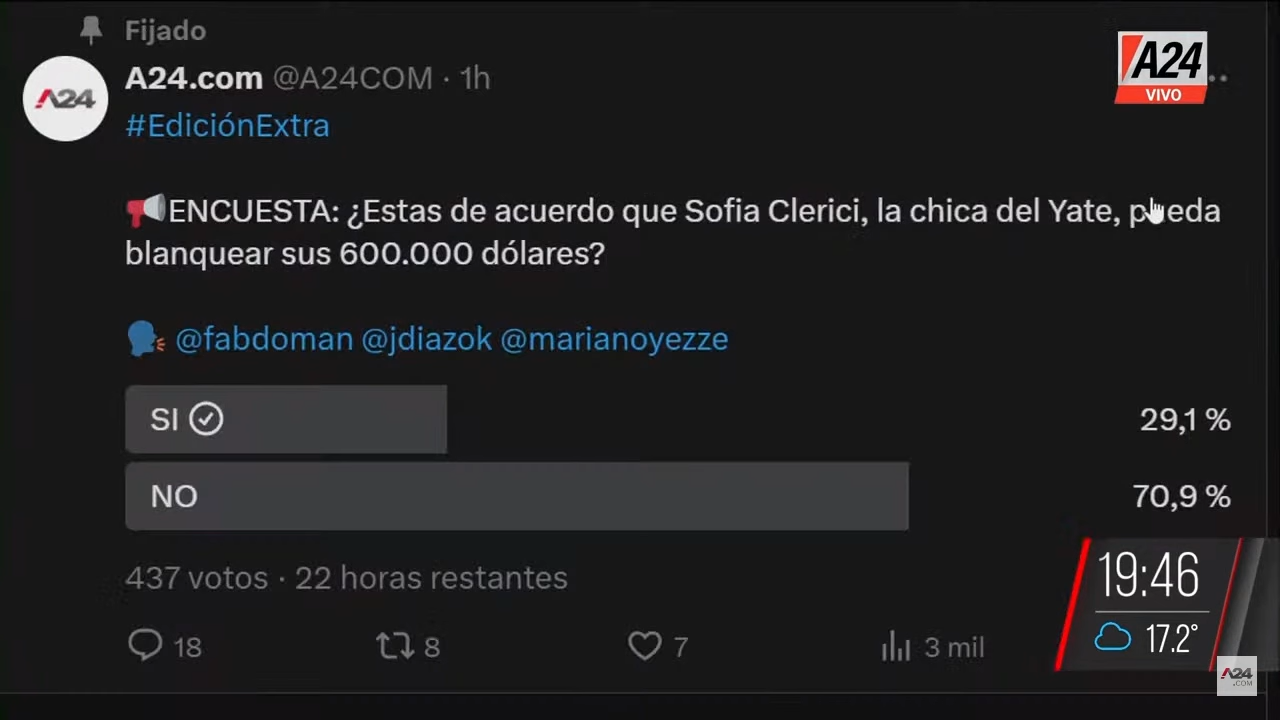 Fijado
A24.com @A24COM · 1h
#EdiciónExtra
ENCUESTA: ¿Estas de acuerdo que Sofia Clerici, la chica del Yate, pueda
blanquear sus 600.000 dólares?
@fabdoman @jdiazok @marianoyezze
SI 29,1 %
NO 70,9 %
437 votos · 22 horas restantes
18 8 7 3 mil
A24
A24
VIVO
19:46
17.2°
A24
.COM